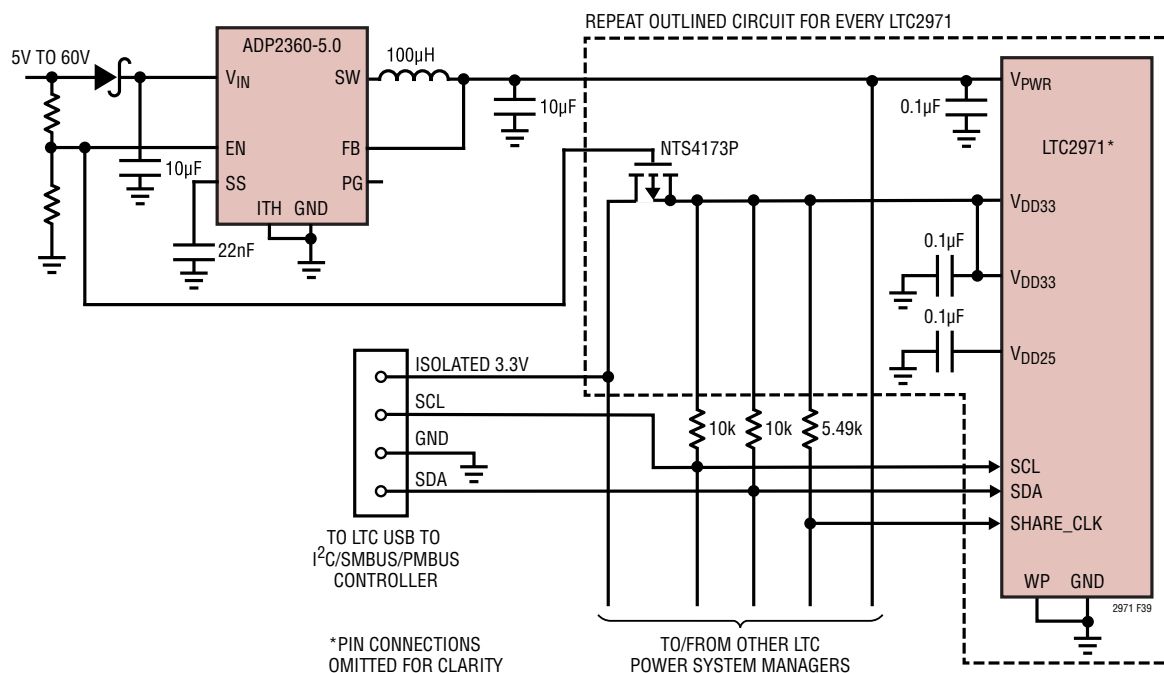 REPEAT OUTLINED CIRCUIT FOR EVERY LTC2971
5V TO 60V
ADP2360-5.0
VIN
SW
100µH
EN
FB
SS
PG
ITH
GND
10µF
22nF
10µF
0.1µF
VPWR
LTC2971*
NTS4173P
VDD33
0.1µF
VDD33
0.1µF
VDD25
ISOLATED 3.3V
SCL
GND
SDA
10k
10k
5.49k
SCL
SDA
SHARE_CLK
WP
GND
TO LTC USB TO
I2C/SMBUS/PMBUS
CONTROLLER
2971 F39
*PIN CONNECTIONS
OMITTED FOR CLARITY
TO/FROM OTHER LTC
POWER SYSTEM MANAGERS